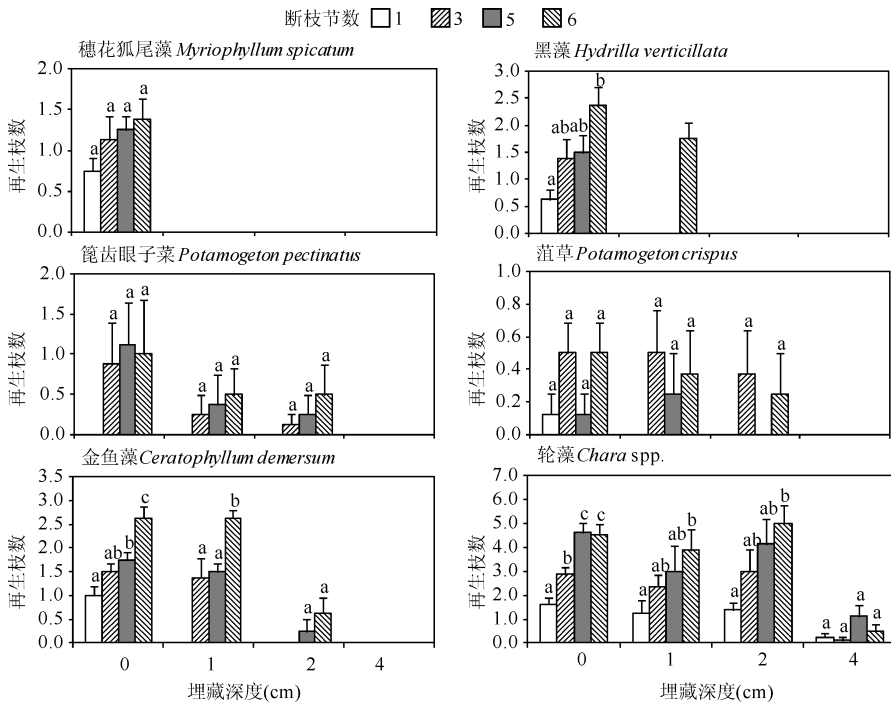 断枝节数 1 3 5 6
穗花狐尾藻 Myriophyllum spicatum
2.0
1.5
1.0
0.5
0.0
再生枝数
a a a a
黑藻 Hydrilla verticillata
3.0
2.5
2.0
1.5
1.0
0.5
0.0
再生枝数
a ab ab b
篦齿眼子菜 Potamogeton pectinatus
2.0
1.5
1.0
0.5
0.0
再生枝数
a a a a a a a a a
菹草 Potamogeton crispus
1.0
0.8
0.6
0.4
0.2
0.0
再生枝数
a a a a a a a a a
金鱼藻 Ceratophyllum demersum
3.5
3.0
2.5
2.0
1.5
1.0
0.5
0.0
再生枝数
a ab b c a a b a a
0 1 2 4
埋藏深度(cm)
轮藻 Chara spp.
7.0
6.0
5.0
4.0
3.0
2.0
1.0
0.0
再生枝数
a b c c a ab ab b a ab ab b a a a a
0 1 2 4
埋藏深度(cm)